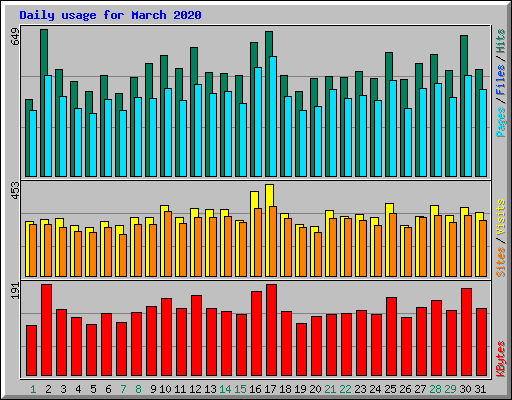 Daily usage for March 2020
649
Pages / Files / Hits
453
Sites / Visits
191
KBytes
1 2 3 4 5 6 7 8 9 10 11 12 13 14 15 16 17 18 19 20 21 22 23 24 25 26 27 28 29 30 31